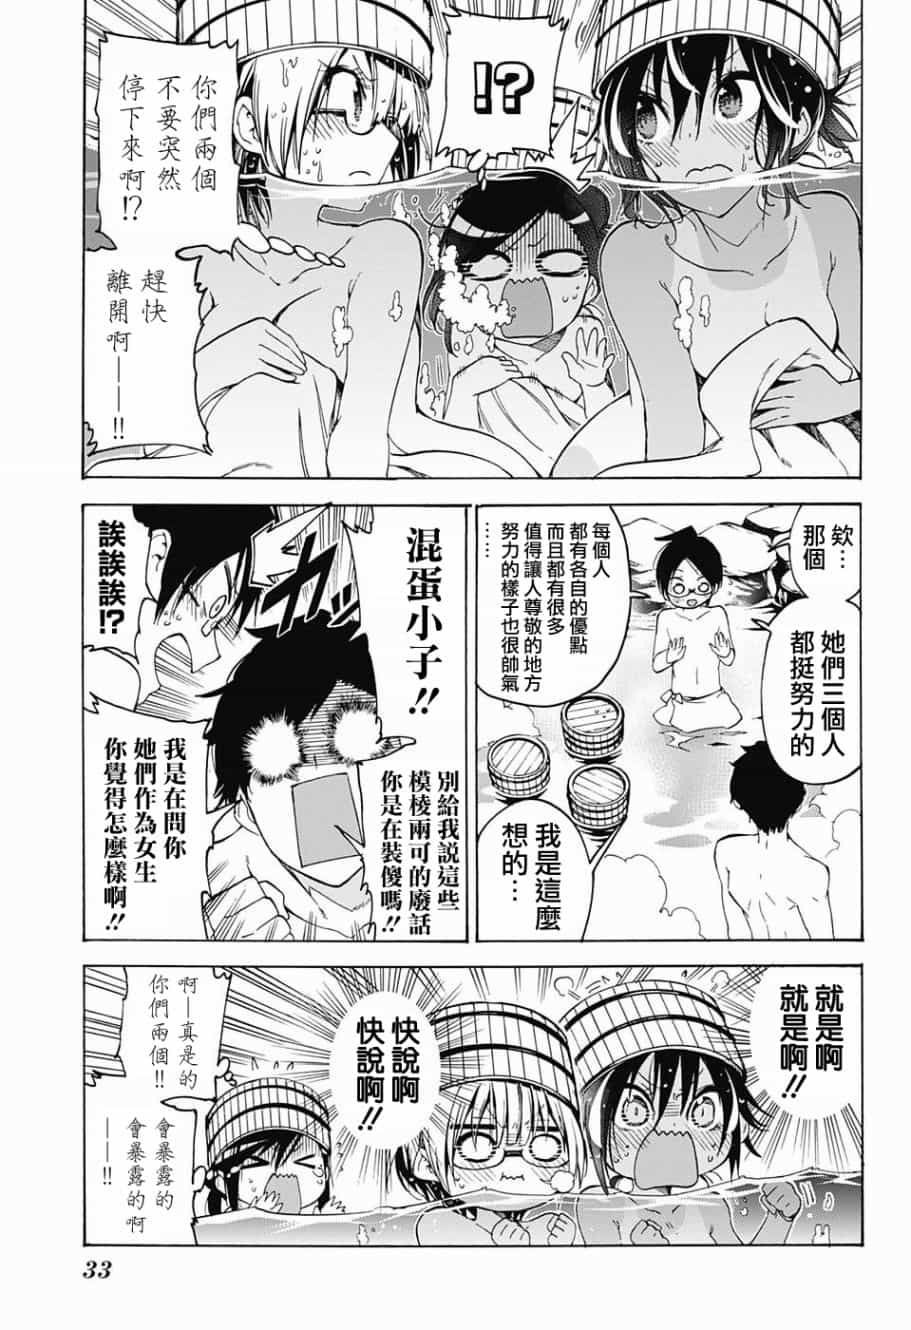 !?
你們兩個
不要突然
停下來啊!?
趕快
離開啊——!!
欸…
那個
她們三個人
都挺努力的
每個人
都有各自的優點
而且都有很多
值得讓人尊敬的地方
努力的樣子也很帥氣
……
我是這麼
想的…
混蛋小子!!
別給我說這些
模棱兩可的廢話
你是在裝傻嗎!!
ガッ
誒誒誒!?
我是在問你
她們作為女生
你覺得怎麼樣啊!!
就是啊
就是啊!!
快說啊
快說啊!!
啊—真是的
你們兩個!!
會暴露的
會暴露的啊
——!!
33